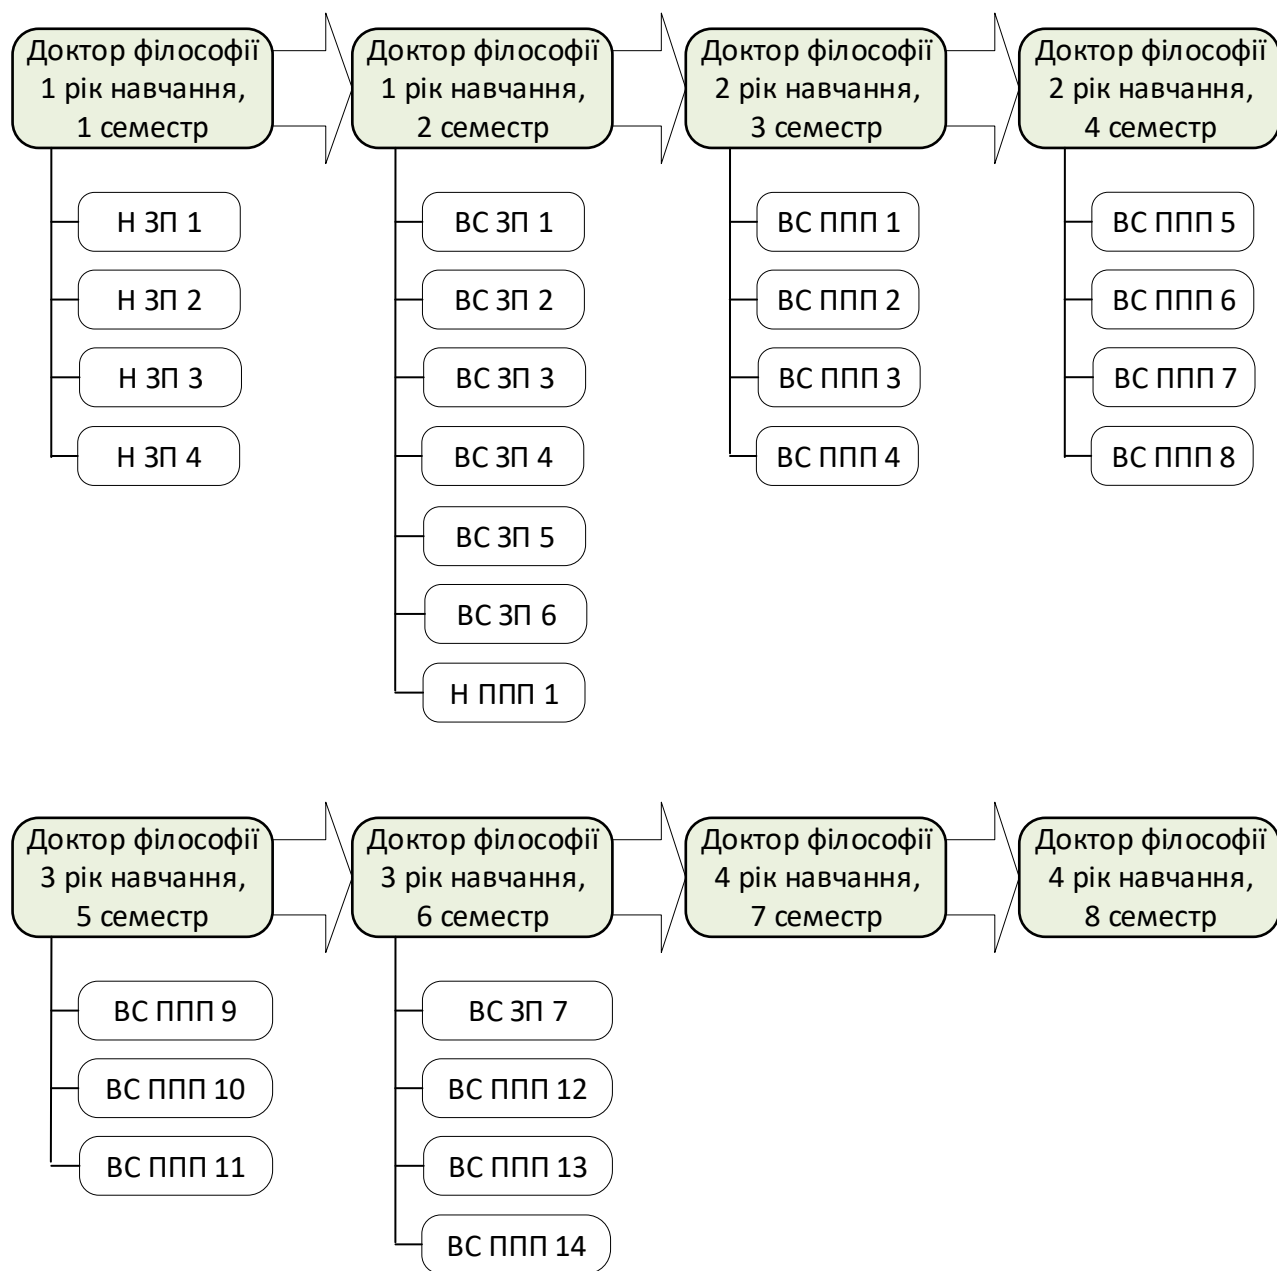 Доктор філософії
1 рік навчання,
1 семестр
Н ЗП 1
Н ЗП 2
Н ЗП 3
Н ЗП 4
Доктор філософії
1 рік навчання,
2 семестр
ВС ЗП 1
ВС ЗП 2
ВС ЗП 3
ВС ЗП 4
ВС ЗП 5
ВС ЗП 6
Н ППП 1
Доктор філософії
2 рік навчання,
3 семестр
ВС ППП 1
ВС ППП 2
ВС ППП 3
ВС ППП 4
Доктор філософії
2 рік навчання,
4 семестр
ВС ППП 5
ВС ППП 6
ВС ППП 7
ВС ППП 8
Доктор філософії
3 рік навчання,
5 семестр
ВС ППП 9
ВС ППП 10
ВС ППП 11
Доктор філософії
3 рік навчання,
6 семестр
ВС ЗП 7
ВС ППП 12
ВС ППП 13
ВС ППП 14
Доктор філософії
4 рік навчання,
7 семестр
Доктор філософії
4 рік навчання,
8 семестр